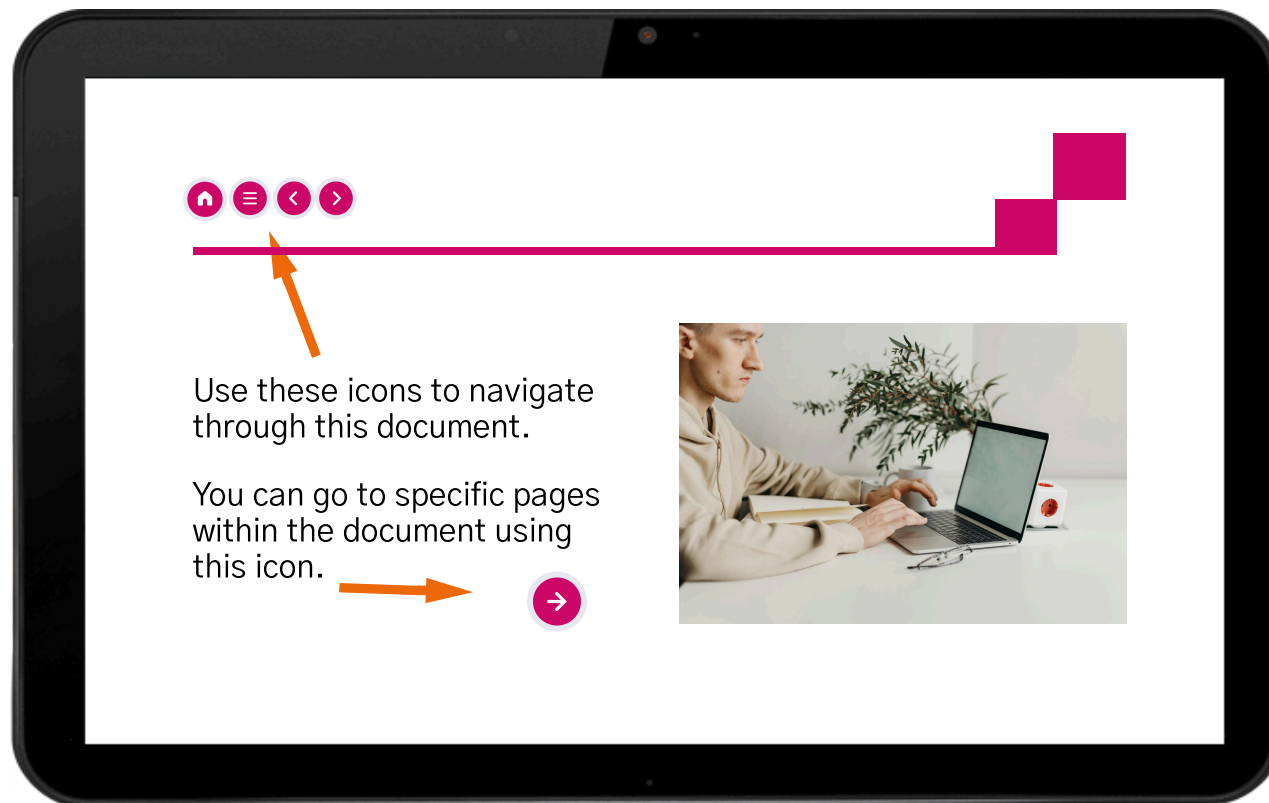 Use these icons to navigate
through this document.
You can go to specific pages
within the document using
this icon.